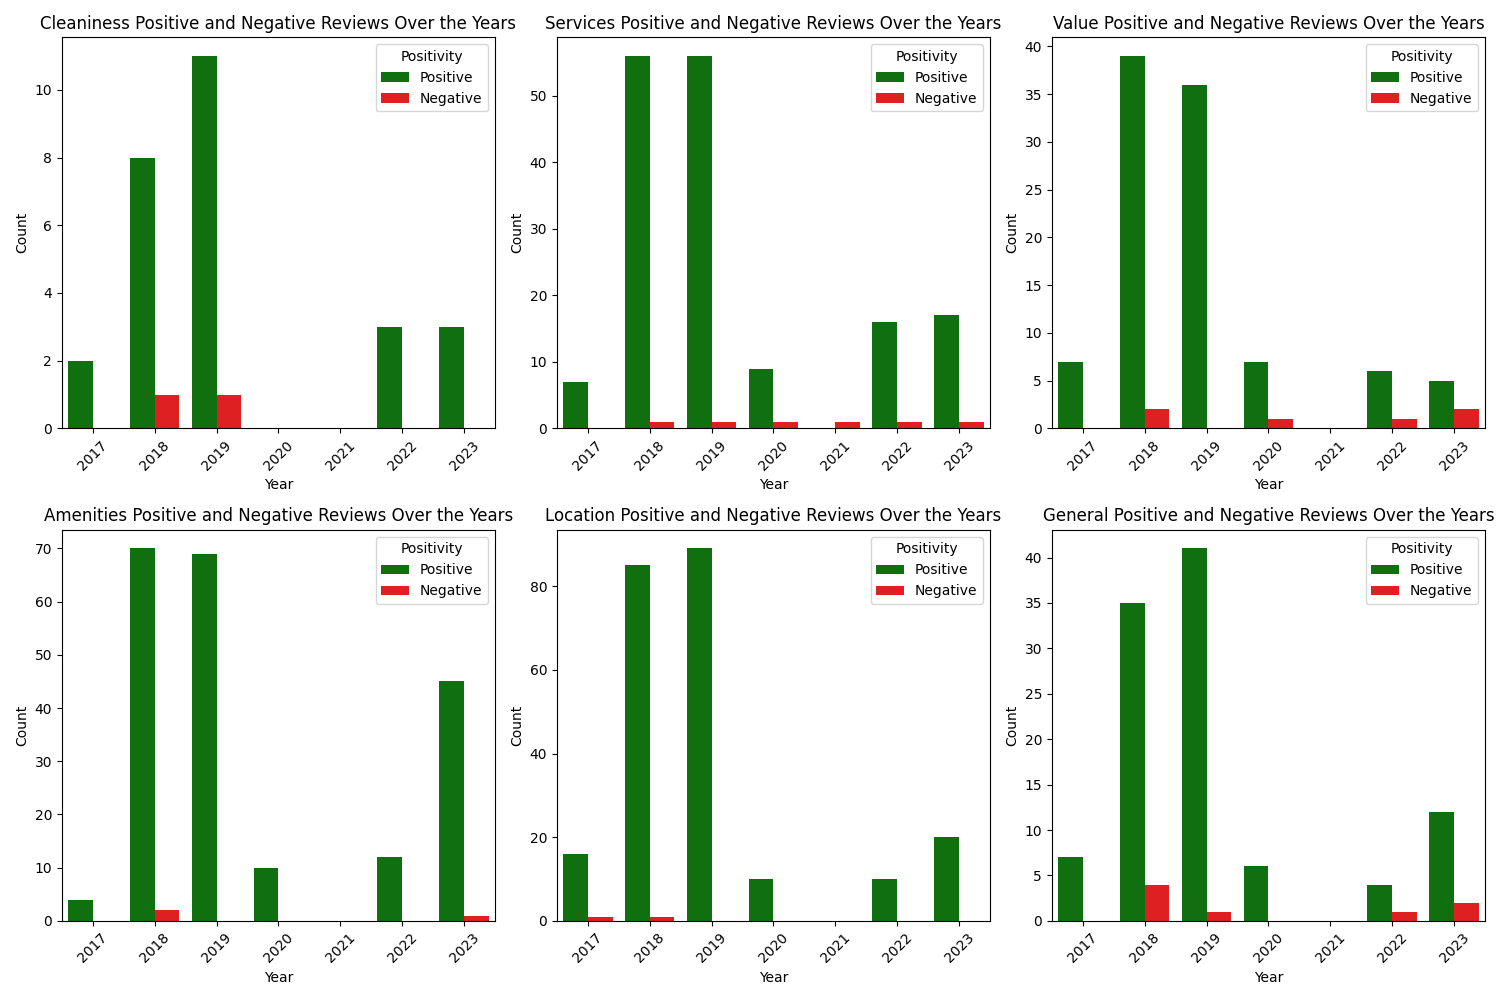 Cleaniness Positive and Negative Reviews Over the Years
Positivity
Positive
Negative
Count
10
8
6
4
2
0
2017
2018
2019
2020
2021
2022
2023
Year
Services Positive and Negative Reviews Over the Years
Positivity
Positive
Negative
Count
50
40
30
20
10
0
2017
2018
2019
2020
2021
2022
2023
Year
Value Positive and Negative Reviews Over the Years
Positivity
Positive
Negative
Count
40
35
30
25
20
15
10
5
0
2017
2018
2019
2020
2021
2022
2023
Year
Amenities Positive and Negative Reviews Over the Years
Positivity
Positive
Negative
Count
70
60
50
40
30
20
10
0
2017
2018
2019
2020
2021
2022
2023
Year
Location Positive and Negative Reviews Over the Years
Positivity
Positive
Negative
Count
80
60
40
20
0
2017
2018
2019
2020
2021
2022
2023
Year
General Positive and Negative Reviews Over the Years
Positivity
Positive
Negative
Count
40
35
30
25
20
15
10
5
0
2017
2018
2019
2020
2021
2022
2023
Year